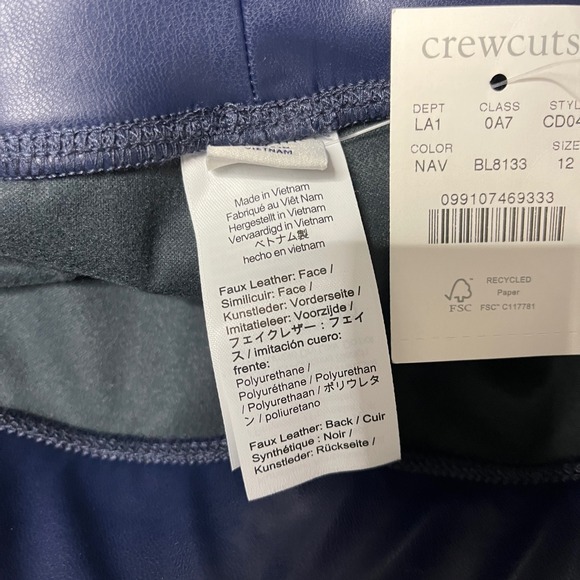 crewcuts
DEPT CLASS STYL
LA1 0A7 CD04
COLOR SIZE
NAV BL8133 12
099107469333
FSC
RECYCLED
Paper
FSC™ C117781
VIETNAM
Made in Vietnam
Fabriqué au Viêt Nam
Hergestellt in Vietnam
Vervaardigd in Vietnam
ベトナム製
hecho en vietnam
Faux Leather: Face /
Similicuir: Face /
Kunstleder: Vorderseite /
Imitatieleer: Voorzijde /
フェイクレザー：フェイ
ス / imitación cuero:
frente:
Polyurethane /
Polyuréthane / Polyurethan
/ Polyurethaan / ポリウレタ
ン / poliuretano
Faux Leather: Back / Cuir
Synthétique : Noir /
Kunstleder: Rückseite /